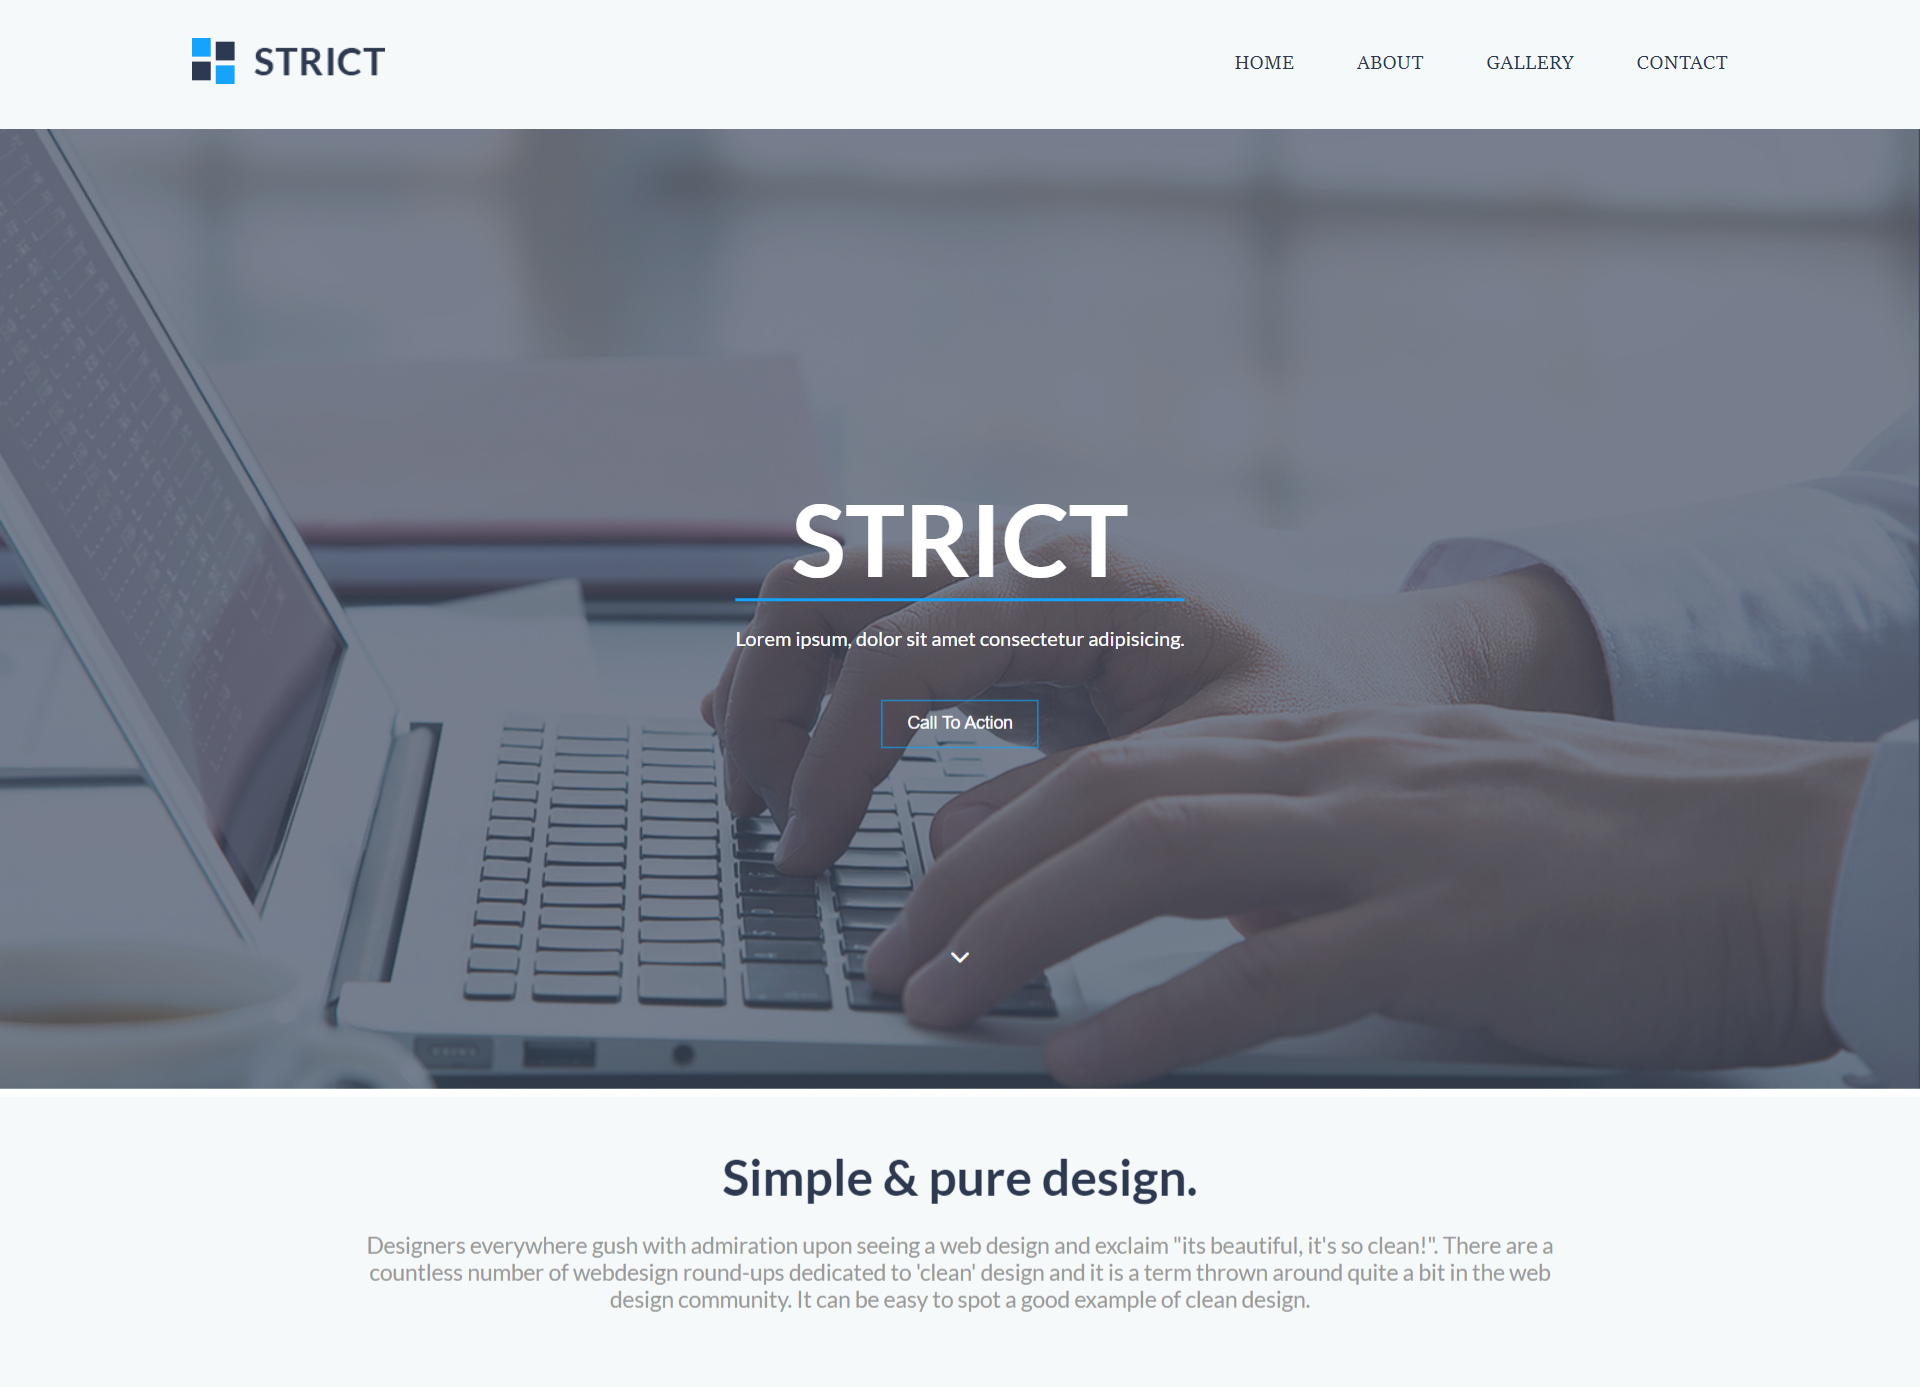 STRICT
HOME ABOUT GALLERY CONTACT
STRICT
Lorem ipsum, dolor sit amet consectetur adipisicing.
Call To Action
Simple & pure design.
Designers everywhere gush with admiration upon seeing a web design and exclaim "its beautiful, it's so clean!". There are a
countless number of webdesign round-ups dedicated to 'clean' design and it is a term thrown around quite a bit in the web
design community. It can be easy to spot a good example of clean design.